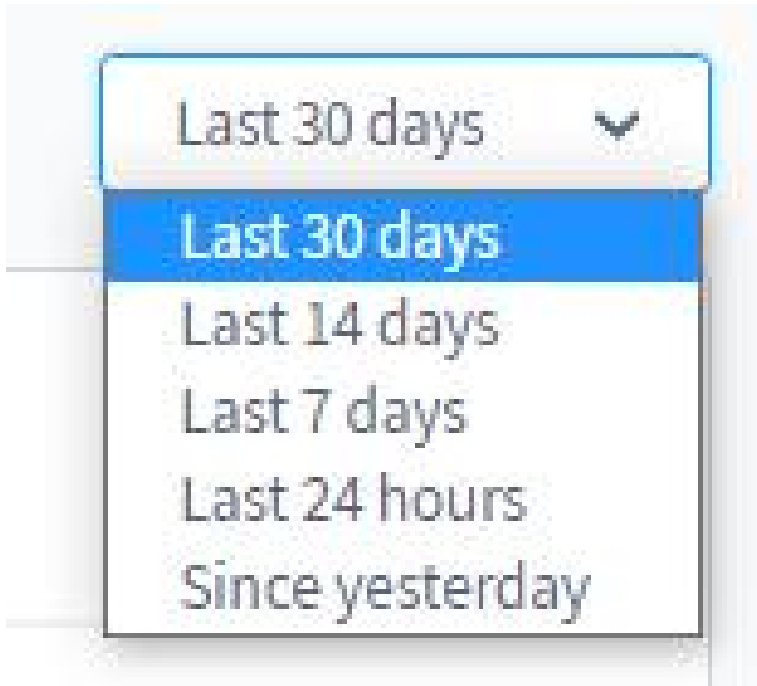 Last 30 days
Last 30 days
Last 14 days
Last 7 days
Last 24 hours
Since yesterday